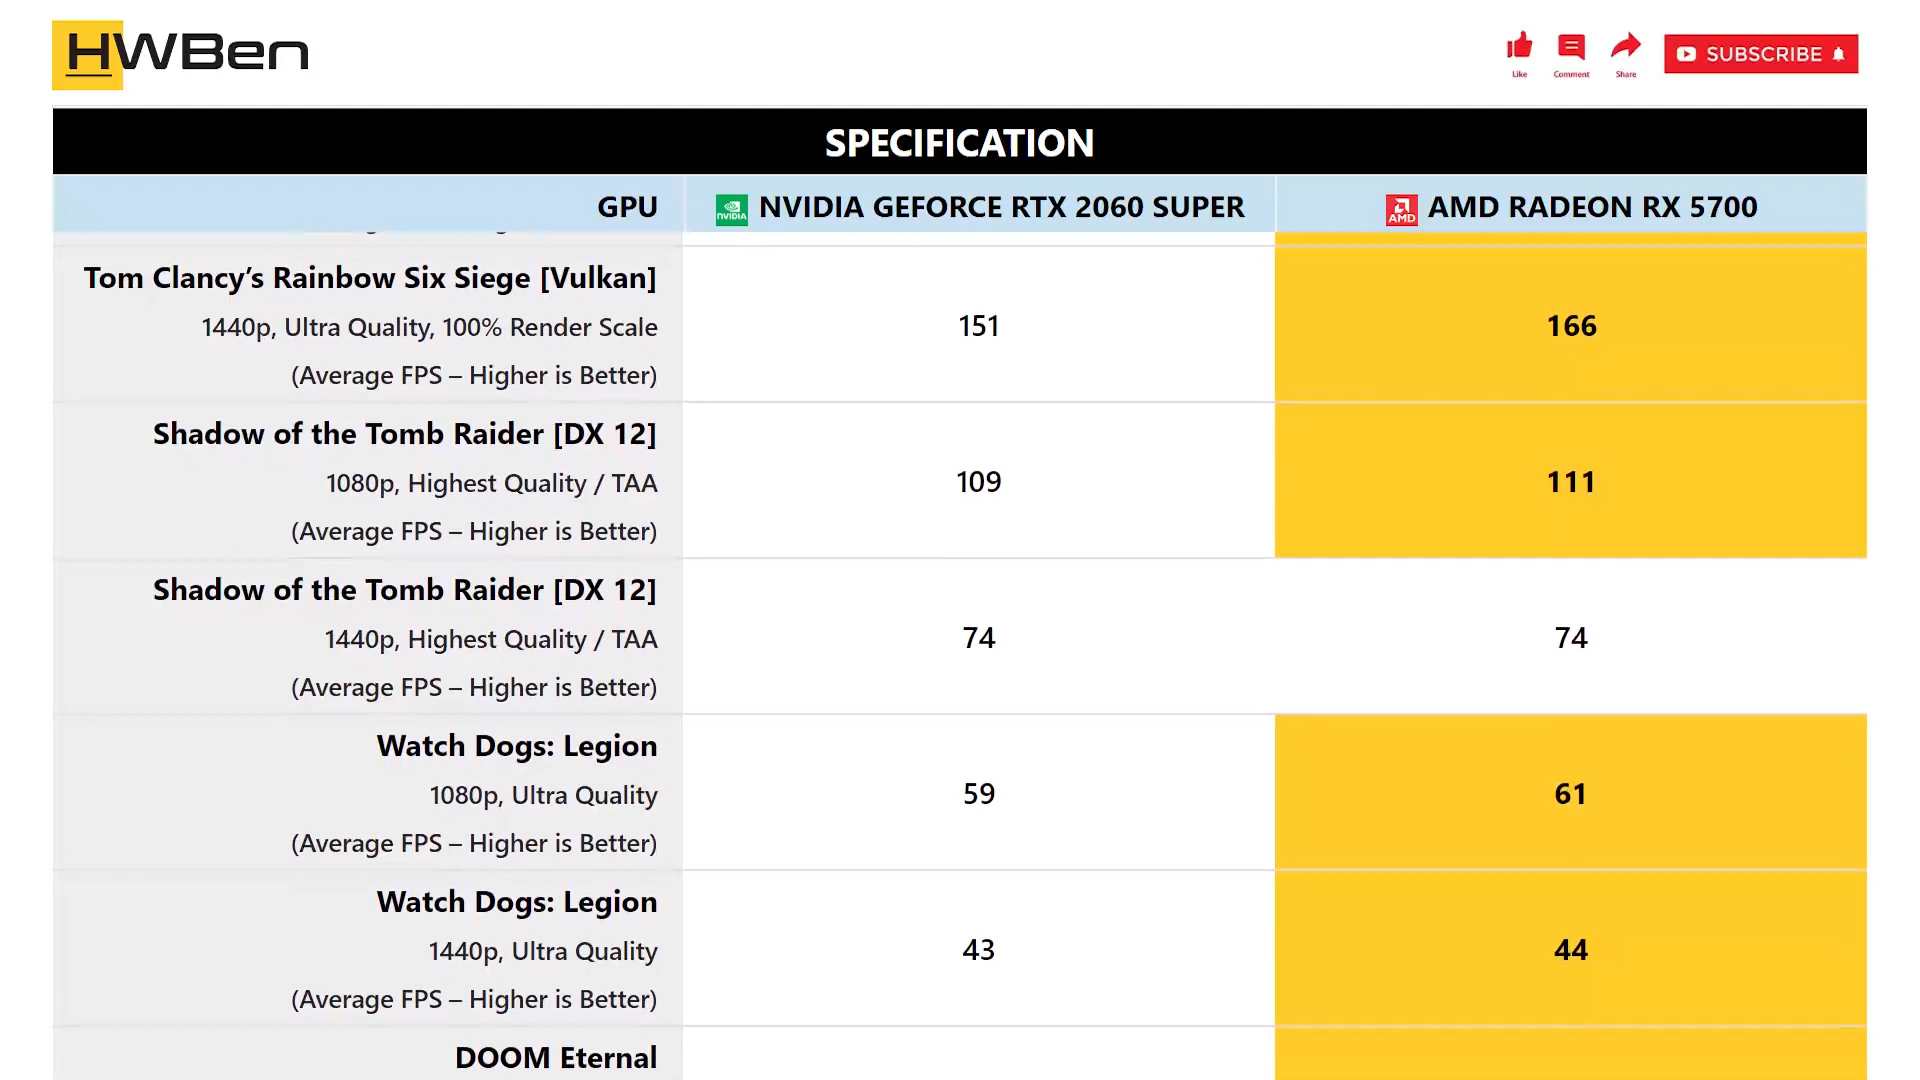 HWBen
Like
Comment
Share
SUBSCRIBE
SPECIFICATION
GPU
NVIDIA
NVIDIA GEFORCE RTX 2060 SUPER
AMD
AMD RADEON RX 5700
Tom Clancy’s Rainbow Six Siege [Vulkan]
1440p, Ultra Quality, 100% Render Scale
(Average FPS – Higher is Better)
151
166
Shadow of the Tomb Raider [DX 12]
1080p, Highest Quality / TAA
(Average FPS – Higher is Better)
109
111
Shadow of the Tomb Raider [DX 12]
1440p, Highest Quality / TAA
(Average FPS – Higher is Better)
74
74
Watch Dogs: Legion
1080p, Ultra Quality
(Average FPS – Higher is Better)
59
61
Watch Dogs: Legion
1440p, Ultra Quality
(Average FPS – Higher is Better)
43
44
DOOM Eternal